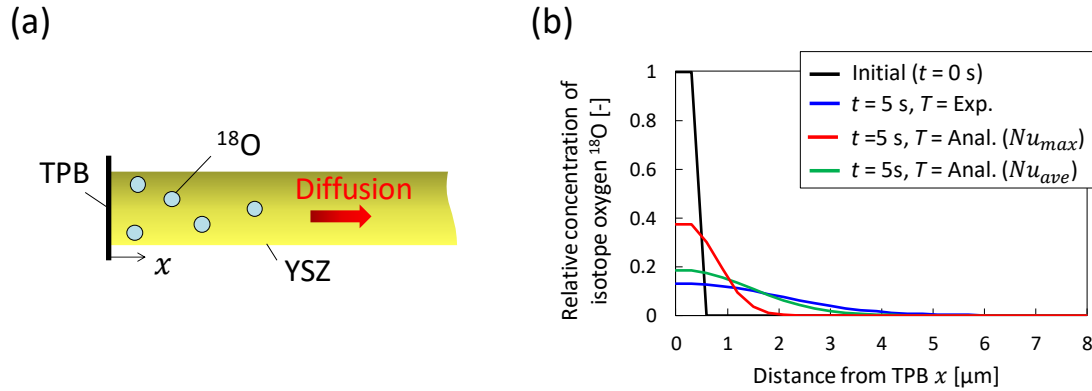 (a)
TPB
¹⁸O
Diffusion
x
YSZ
(b)
Relative concentration of
isotope oxygen ¹⁸O [-]
1
0.8
0.6
0.4
0.2
0
Initial (t = 0 s)
t = 5 s, T = Exp.
t =5 s, T = Anal. (Nu_max)
t = 5s, T = Anal. (Nu_ave)
0 1 2 3 4 5 6 7 8
Distance from TPB x [µm]